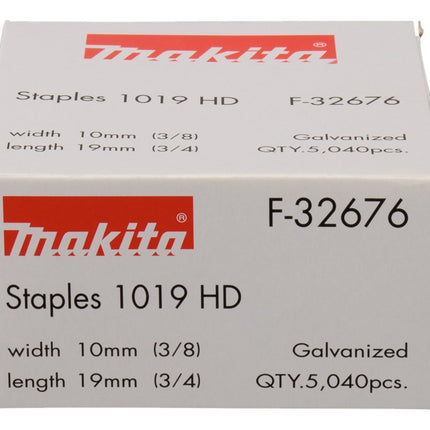 makita®
Staples 1019 HD F-32676
width 10mm (3/8) Galvanized
length 19mm (3/4) QTY.5,040pcs.
makita® F-32676
Staples 1019 HD
width 10mm (3/8) Galvanized
length 19mm (3/4) QTY.5,040pcs.